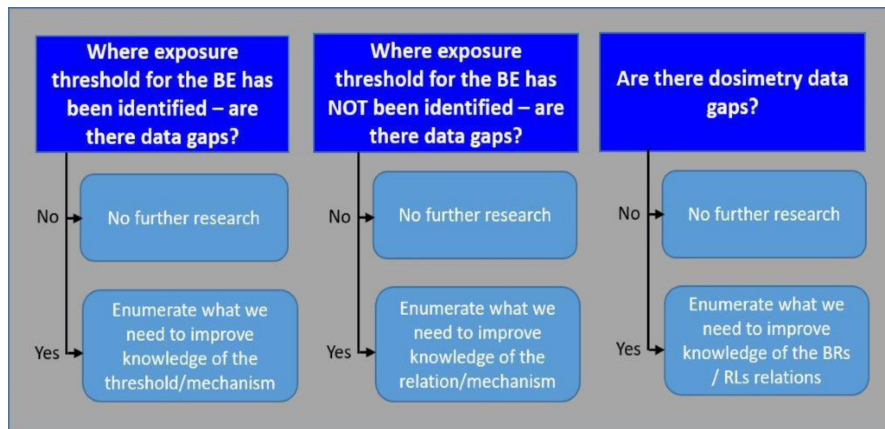 Where exposure
threshold for the BE has
been identified – are
there data gaps?
No
No further research
Yes
Enumerate what we
need to improve
knowledge of the
threshold/mechanism
Where exposure
threshold for the BE has
NOT been identified – are
there data gaps?
No
No further research
Yes
Enumerate what we
need to improve
knowledge of the
relation/mechanism
Are there dosimetry data
gaps?
No
No further research
Yes
Enumerate what we
need to improve
knowledge of the BRs
/ RLs relations